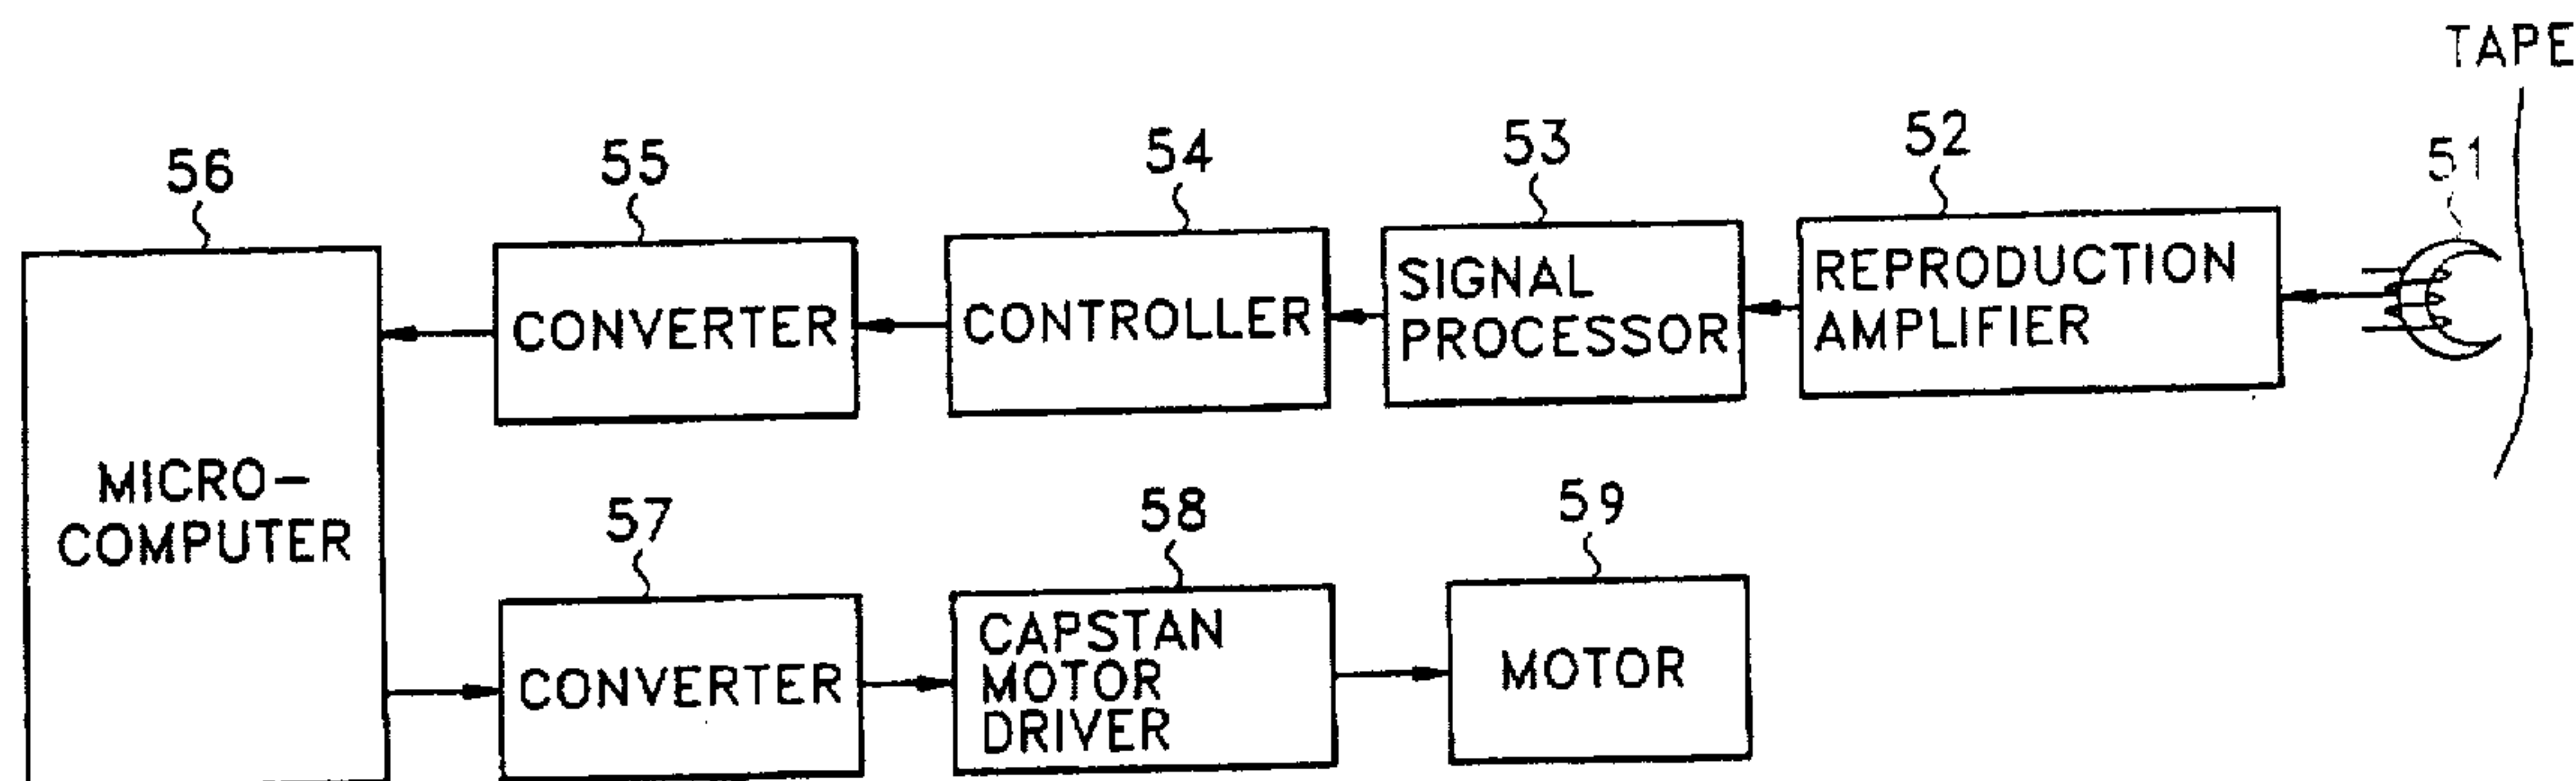 TAPE
56
55
54
53
52
51
MICRO-
COMPUTER
CONVERTER
CONTROLLER
SIGNAL
PROCESSOR
REPRODUCTION
AMPLIFIER
57
58
59
CONVERTER
CAPSTAN
MOTOR
DRIVER
MOTOR